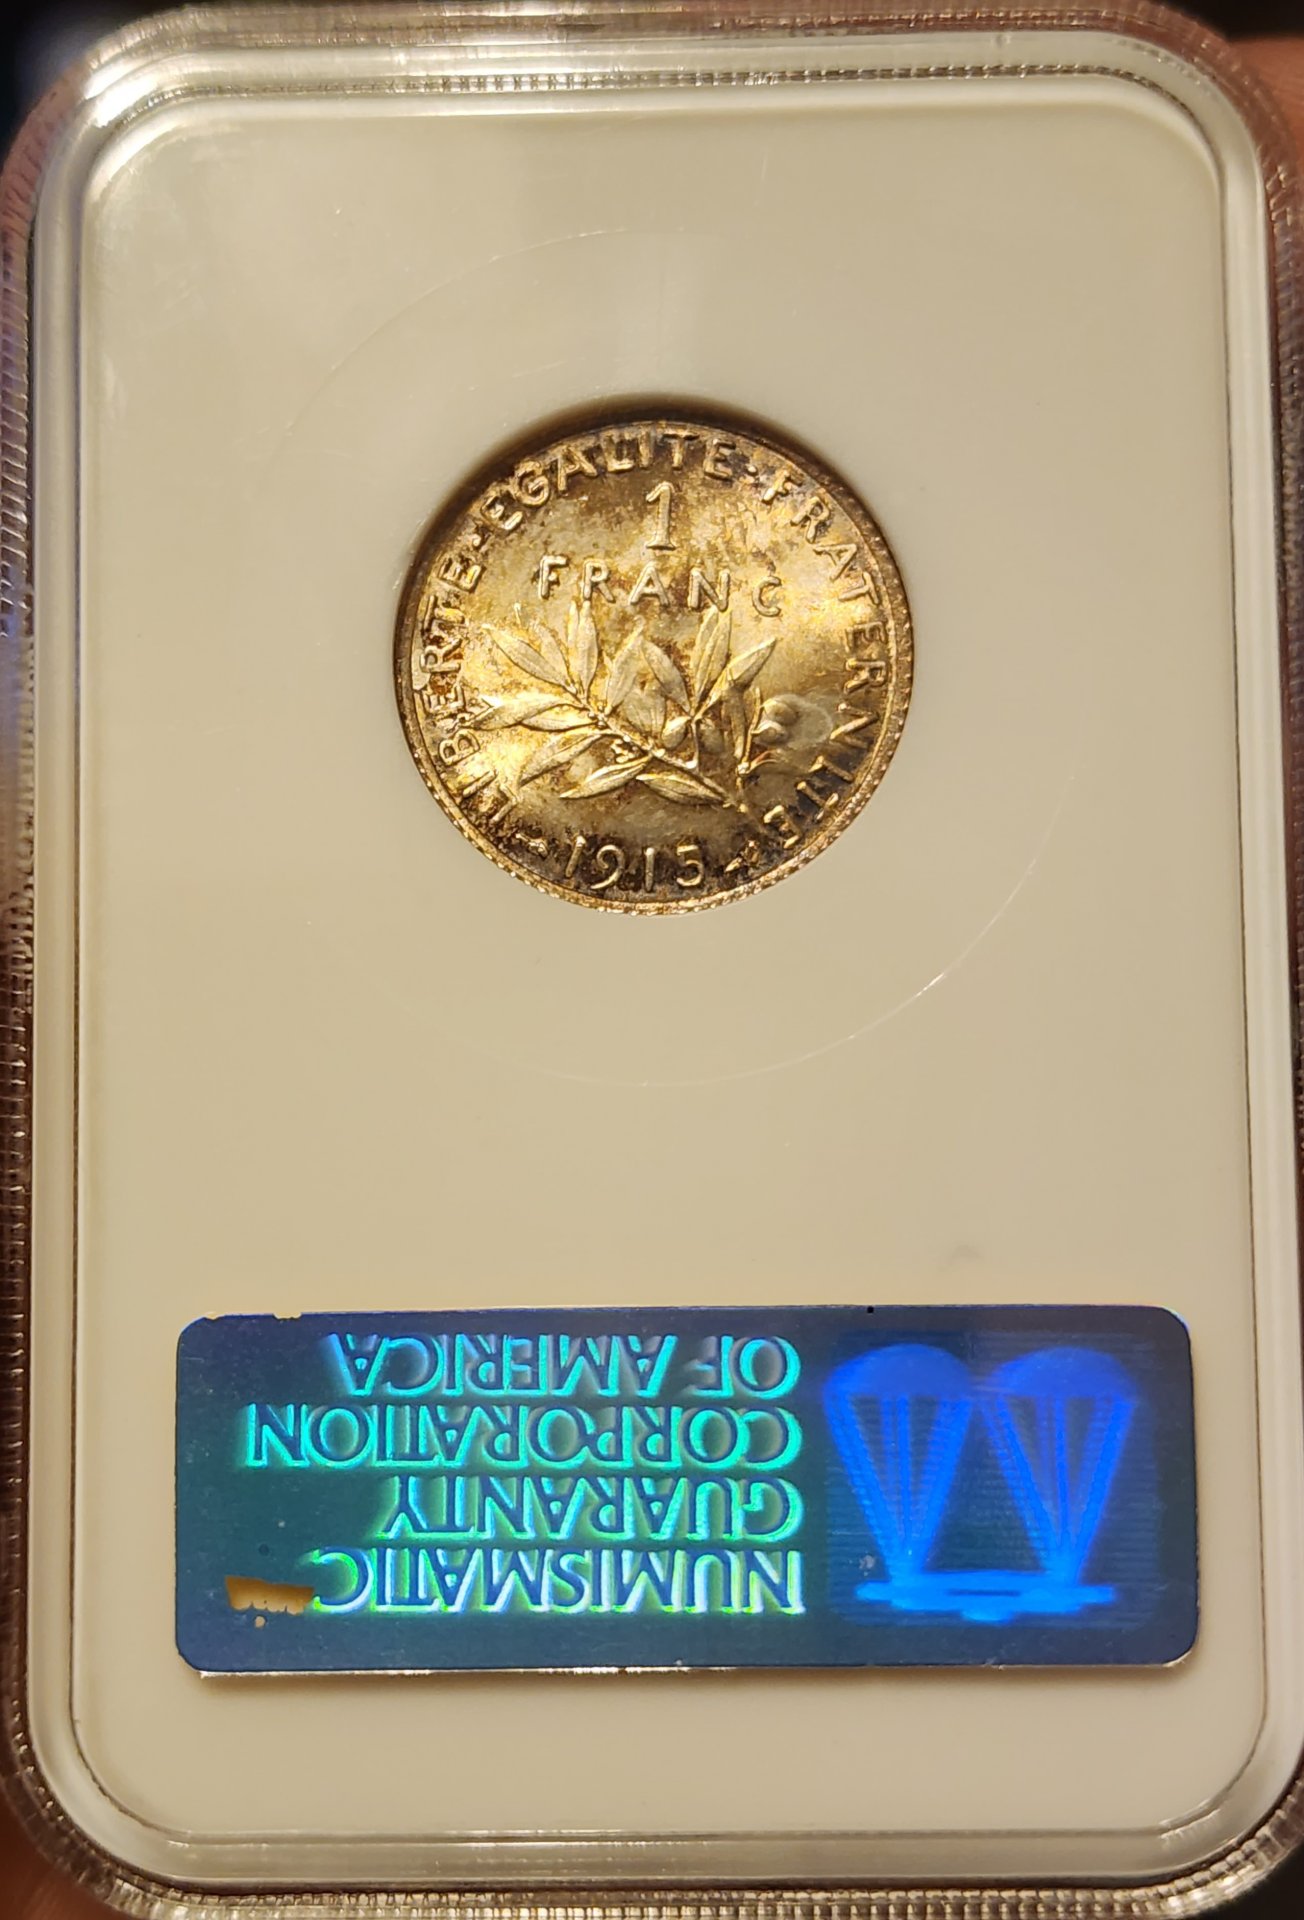 LIBERTE·EGALITE·FRATERNITE
1
FRANC
1915
NUMISMATIC
GUARANTY
CORPORATION
OF AMERICA